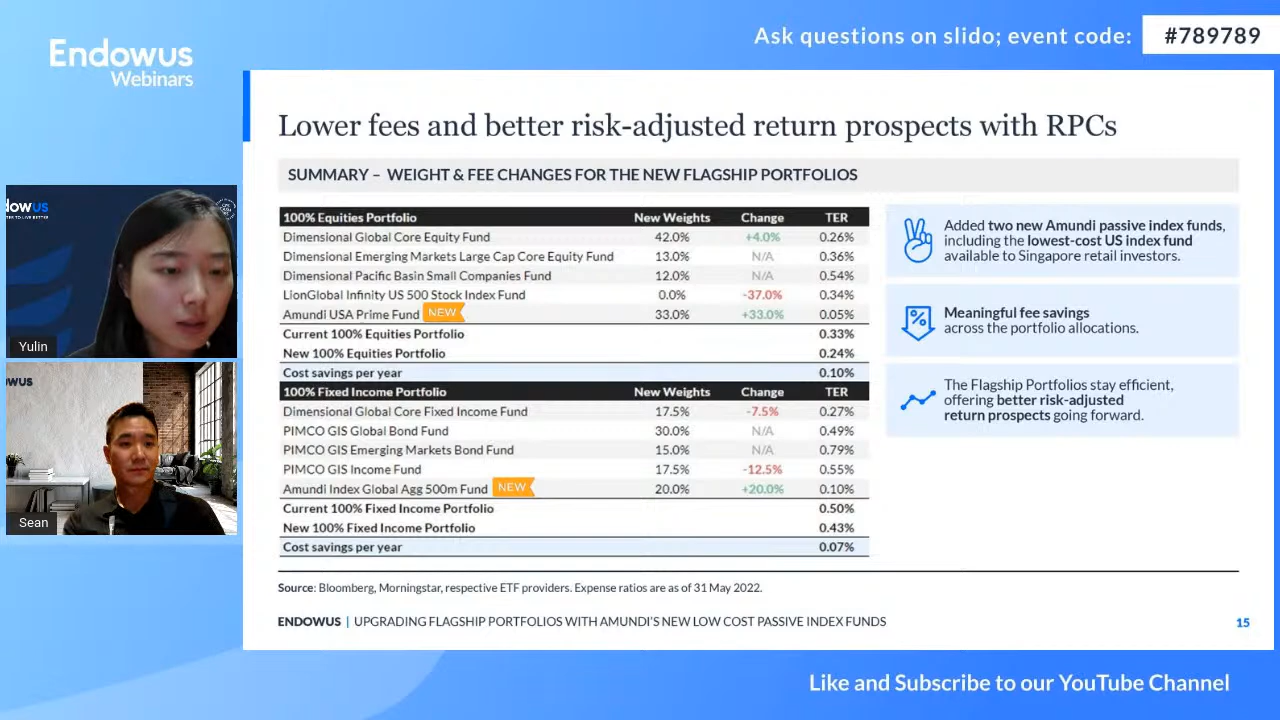 Endowus
Webinars
Ask questions on slido; event code: #789789
Lower fees and better risk-adjusted return prospects with RPCs
SUMMARY – WEIGHT & FEE CHANGES FOR THE NEW FLAGSHIP PORTFOLIOS
100% Equities Portfolio New Weights Change TER
Dimensional Global Core Equity Fund 42.0% +4.0% 0.26%
Dimensional Emerging Markets Large Cap Core Equity Fund 13.0% N/A 0.36%
Dimensional Pacific Basin Small Companies Fund 12.0% N/A 0.54%
LionGlobal Infinity US 500 Stock Index Fund 0.0% -37.0% 0.34%
Amundi USA Prime Fund NEW 33.0% +33.0% 0.05%
Current 100% Equities Portfolio 0.33%
New 100% Equities Portfolio 0.24%
Cost savings per year 0.10%
100% Fixed Income Portfolio New Weights Change TER
Dimensional Global Core Fixed Income Fund 17.5% -7.5% 0.27%
PIMCO GIS Global Bond Fund 30.0% N/A 0.49%
PIMCO GIS Emerging Markets Bond Fund 15.0% N/A 0.79%
PIMCO GIS Income Fund 17.5% -12.5% 0.55%
Amundi Index Global Agg 500m Fund NEW 20.0% +20.0% 0.10%
Current 100% Fixed Income Portfolio 0.50%
New 100% Fixed Income Portfolio 0.43%
Cost savings per year 0.07%
Added two new Amundi passive index funds,
including the lowest-cost US index fund
available to Singapore retail investors.
Meaningful fee savings
across the portfolio allocations.
The Flagship Portfolios stay efficient,
offering better risk-adjusted
return prospects going forward.
Source: Bloomberg, Morningstar, respective ETF providers. Expense ratios are as of 31 May 2022.
ENDOWUS | UPGRADING FLAGSHIP PORTFOLIOS WITH AMUNDI'S NEW LOW COST PASSIVE INDEX FUNDS
15
Yulin
Sean
Like and Subscribe to our YouTube Channel